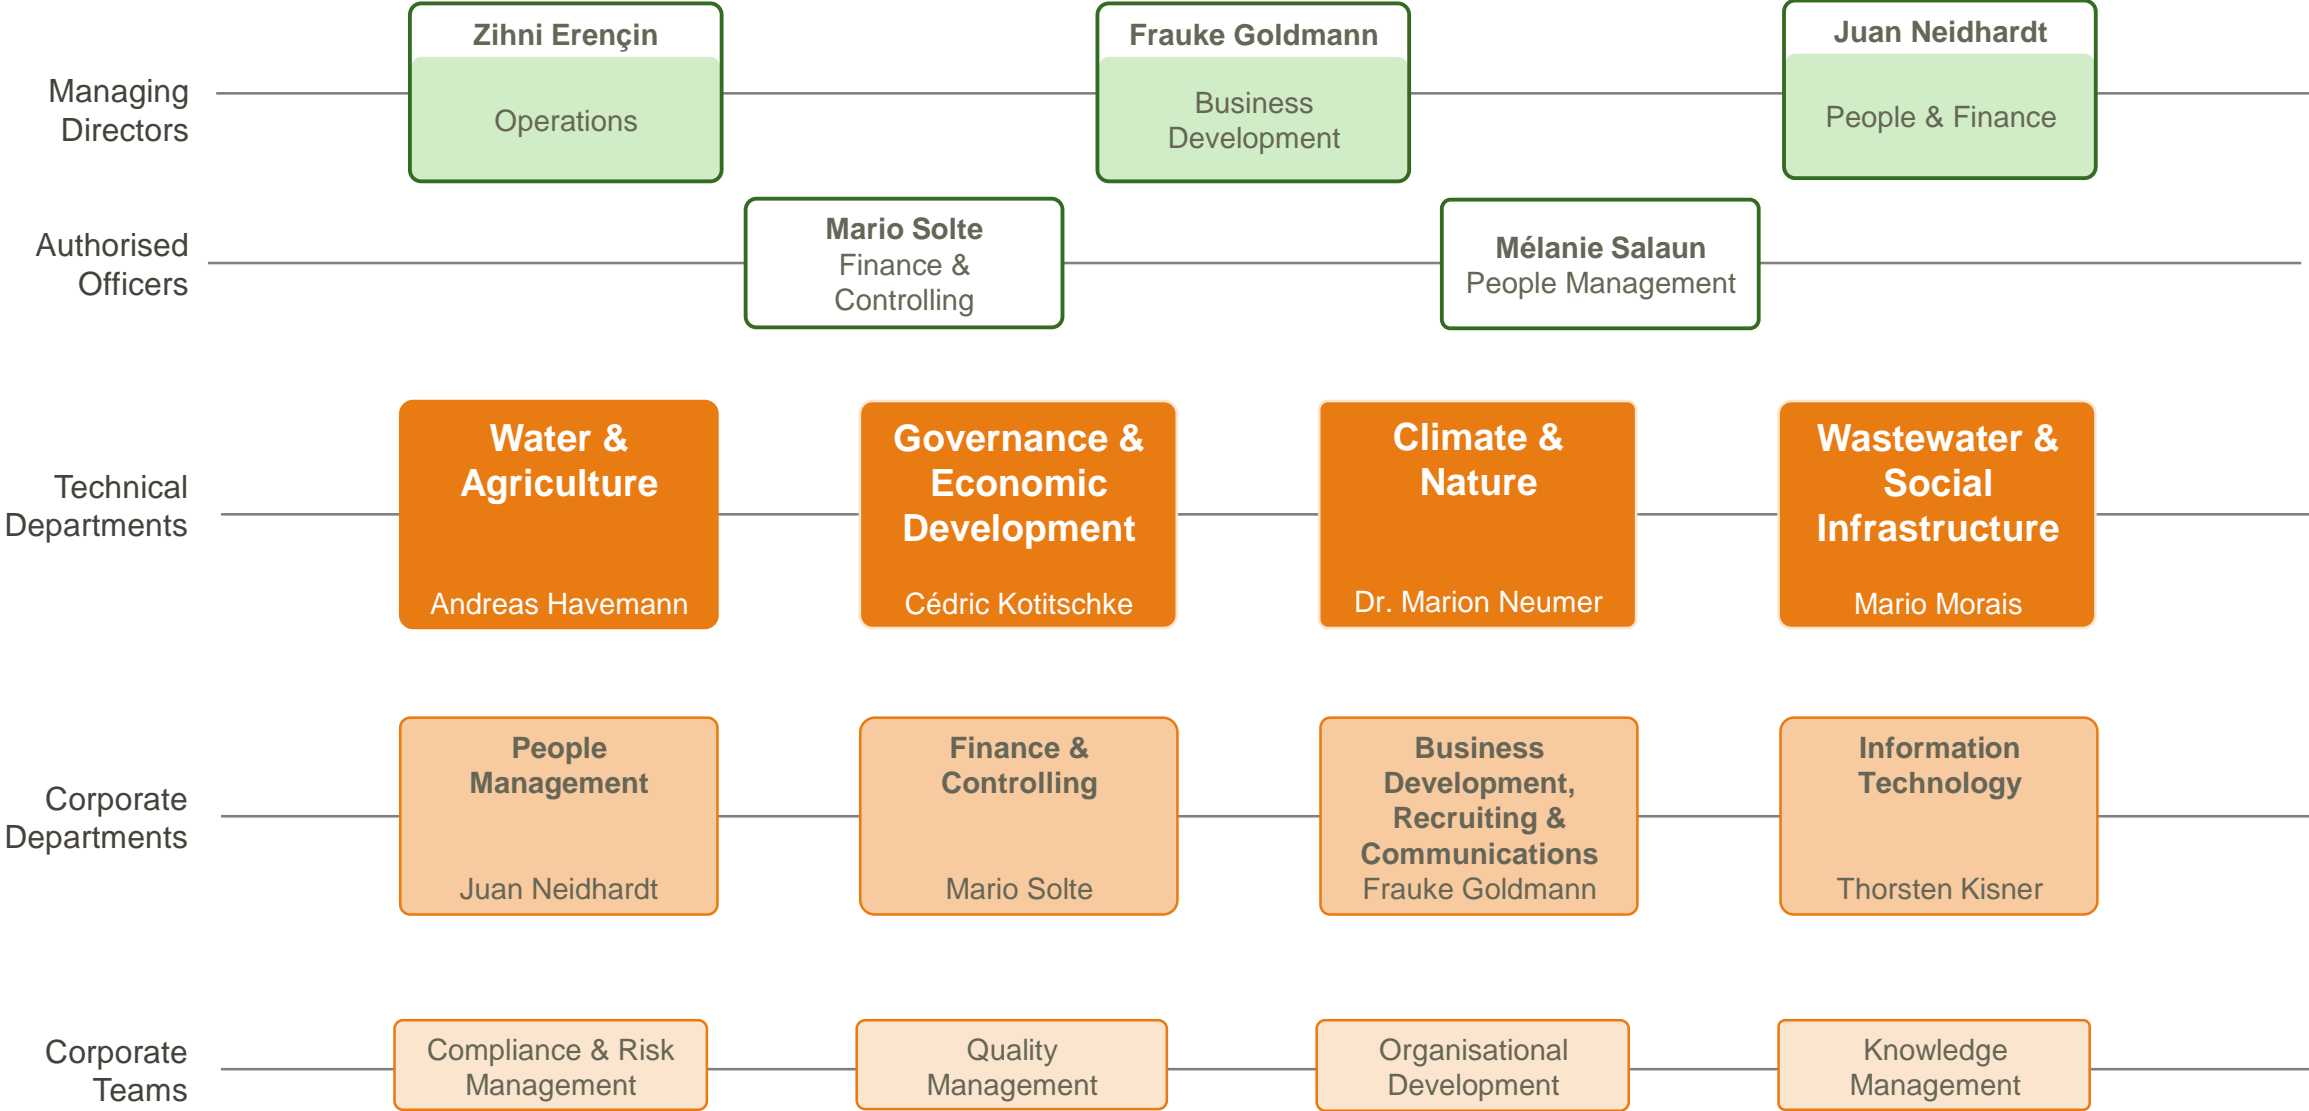 Managing
Directors
Zihni Erençin
Operations
Frauke Goldmann
Business
Development
Juan Neidhardt
People & Finance
Authorised
Officers
Mario Solte
Finance &
Controlling
Mélanie Salaun
People Management
Technical
Departments
Water &
Agriculture
Andreas Havemann
Governance &
Economic
Development
Cédric Kotitschke
Climate &
Nature
Dr. Marion Neumer
Wastewater &
Social
Infrastructure
Mario Morais
Corporate
Departments
People
Management
Juan Neidhardt
Finance &
Controlling
Mario Solte
Business
Development,
Recruiting &
Communications
Frauke Goldmann
Information
Technology
Thorsten Kisner
Corporate
Teams
Compliance & Risk
Management
Quality
Management
Organisational
Development
Knowledge
Management